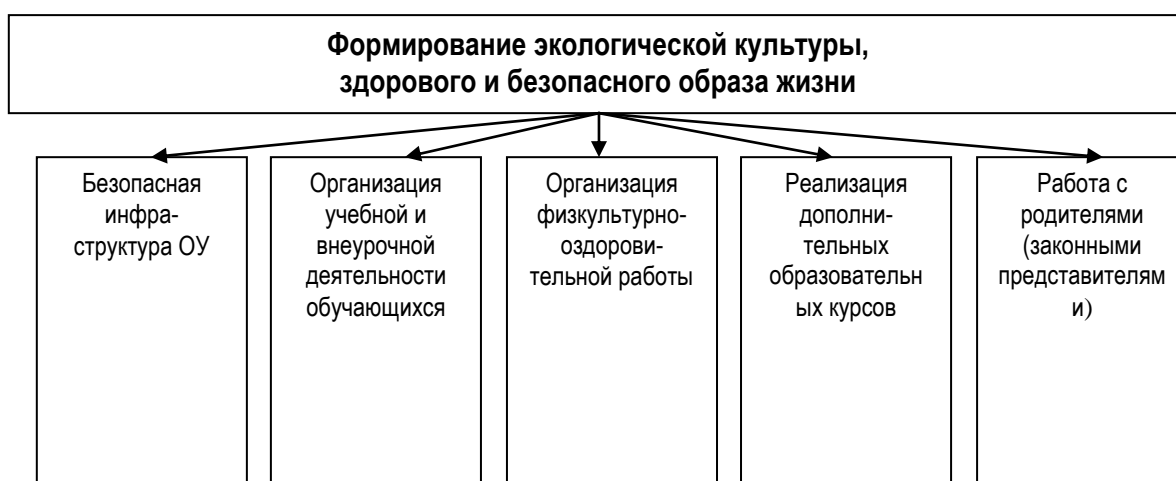 Формирование экологической культуры,
здорового и безопасного образа жизни
Безопасная
инфра-
структура ОУ
Организация
учебной и
внеурочной
деятельности
обучающихся
Организация
физкультурно-
оздорови-
тельной работы
Реализация
дополни-
тельных
образовательн
ых курсов
Работа с
родителями
(законными
представителям
и)